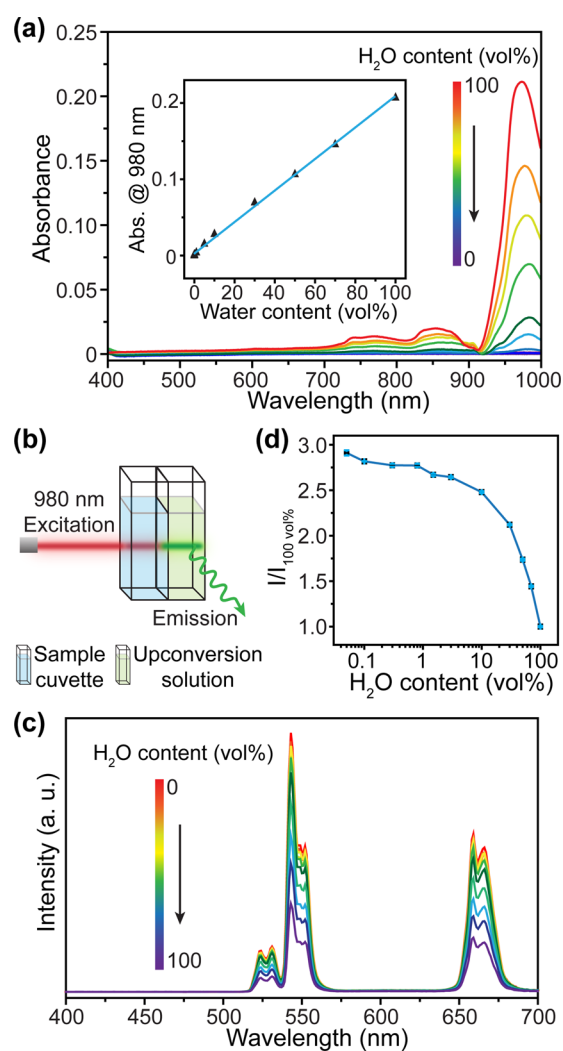 (a)
0.25
0.20
0.15
0.10
0.05
0
Absorbance
400 500 600 700 800 900 1000
Wavelength (nm)
H₂O content (vol%)
100
0
Abs. @ 980 nm
0.2
0.1
0
0 20 40 60 80 100
Water content (vol%)
(b)
980 nm
Excitation
Emission
Sample
cuvette
Upconversion
solution
(d)
I/I₁₀₀ ᵥₒₗ%
3.0
2.5
2.0
1.5
1.0
0.1 1 10 100
H₂O content (vol%)
(c)
H₂O content (vol%)
0
100
Intensity (a. u.)
400 450 500 550 600 650 700
Wavelength (nm)